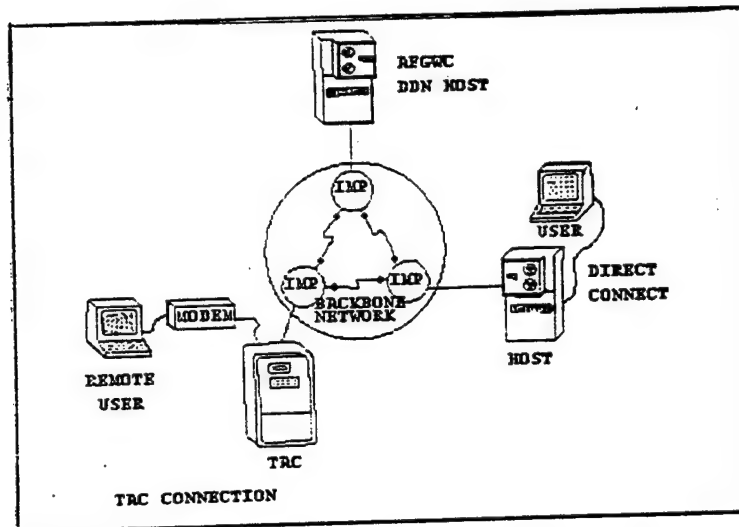 AFGWC
DDN HOST
IMP
USER
IMP
IMP
BACKBONE
NETWORK
DIRECT
CONNECT
MODEM
HOST
REMOTE
USER
TAC
TAC CONNECTION